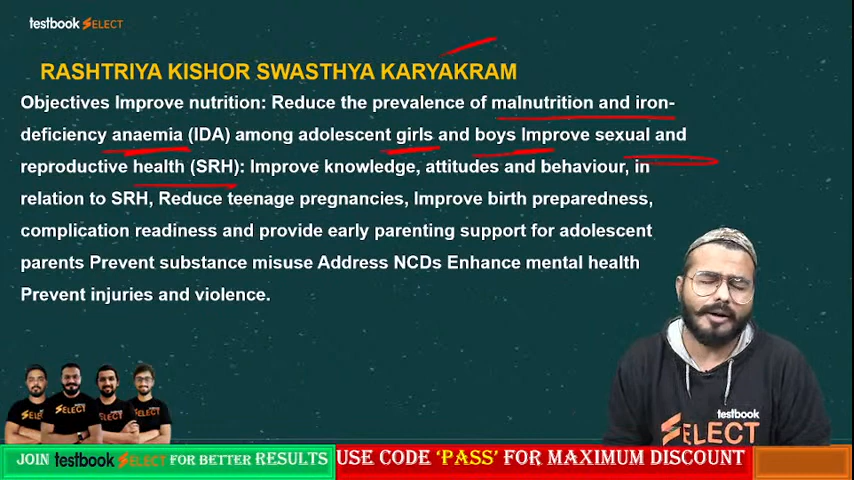 testbook SELECT
RASHTRIYA KISHOR SWASTHYA KARYAKRAM
Objectives Improve nutrition: Reduce the prevalence of malnutrition and iron-
deficiency anaemia (IDA) among adolescent girls and boys Improve sexual and
reproductive health (SRH): Improve knowledge, attitudes and behaviour, in
relation to SRH, Reduce teenage pregnancies, Improve birth preparedness,
complication readiness and provide early parenting support for adolescent
parents Prevent substance misuse Address NCDs Enhance mental health
Prevent injuries and violence.
testbook
SELECT
SELECT
SELECT
JOIN testbook SELECT FOR BETTER RESULTS
USE CODE ‘PASS’ FOR MAXIMUM DISCOUNT